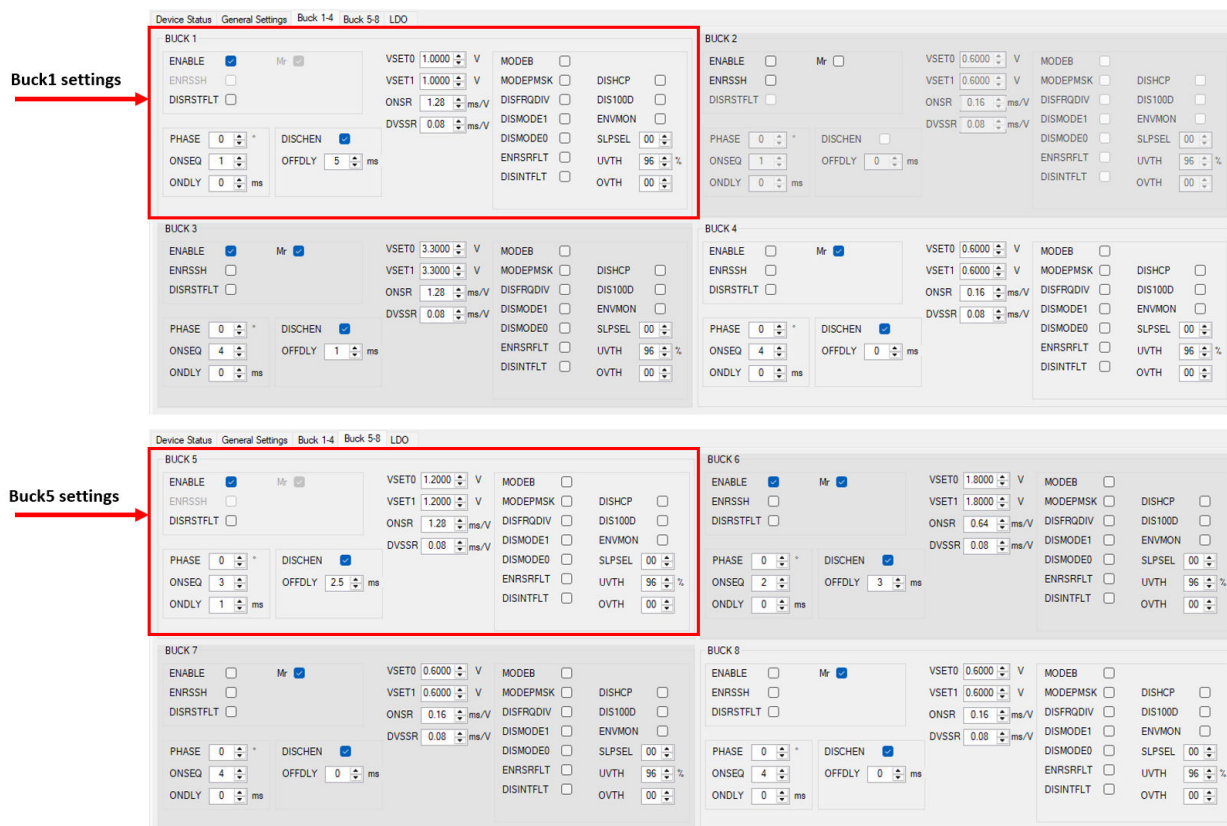 Device Status General Settings Buck 1-4 Buck 5-8 LDO
Buck1 settings
BUCK 1
ENABLE Mr
ENRSSH
DISRSTFLT
PHASE 0 °
ONSEQ 1
ONDLY 0 ms
DISCHEN
OFFDLY 5 ms
VSET0 1.0000 V
VSET1 1.0000 V
ONSR 1.28 ms/V
DVSSR 0.08 ms/V
MODEB
MODEPMSK DISHCP
DISFRQDIV DIS100D
DISMODE1 ENVMON
DISMODE0 SLPSEL 00
ENRSRFLT UVTH 96 %
DISINTFLT OVTH 00
BUCK 2
ENABLE Mr
ENRSSH
DISRSTFLT
PHASE 0 °
ONSEQ 1
ONDLY 0 ms
DISCHEN
OFFDLY 0 ms
VSET0 0.6000 V
VSET1 0.6000 V
ONSR 0.16 ms/V
DVSSR 0.08 ms/V
MODEB
MODEPMSK DISHCP
DISFRQDIV DIS100D
DISMODE1 ENVMON
DISMODE0 SLPSEL 00
ENRSRFLT UVTH 96 %
DISINTFLT OVTH 00
BUCK 3
ENABLE Mr
ENRSSH
DISRSTFLT
PHASE 0 °
ONSEQ 4
ONDLY 0 ms
DISCHEN
OFFDLY 1 ms
VSET0 3.3000 V
VSET1 3.3000 V
ONSR 1.28 ms/V
DVSSR 0.08 ms/V
MODEB
MODEPMSK DISHCP
DISFRQDIV DIS100D
DISMODE1 ENVMON
DISMODE0 SLPSEL 00
ENRSRFLT UVTH 96 %
DISINTFLT OVTH 00
BUCK 4
ENABLE Mr
ENRSSH
DISRSTFLT
PHASE 0 °
ONSEQ 4
ONDLY 0 ms
DISCHEN
OFFDLY 0 ms
VSET0 0.6000 V
VSET1 0.6000 V
ONSR 0.16 ms/V
DVSSR 0.08 ms/V
MODEB
MODEPMSK DISHCP
DISFRQDIV DIS100D
DISMODE1 ENVMON
DISMODE0 SLPSEL 00
ENRSRFLT UVTH 96 %
DISINTFLT OVTH 00
Device Status General Settings Buck 1-4 Buck 5-8 LDO
Buck5 settings
BUCK 5
ENABLE Mr
ENRSSH
DISRSTFLT
PHASE 0 °
ONSEQ 3
ONDLY 1 ms
DISCHEN
OFFDLY 2.5 ms
VSET0 1.2000 V
VSET1 1.2000 V
ONSR 1.28 ms/V
DVSSR 0.08 ms/V
MODEB
MODEPMSK DISHCP
DISFRQDIV DIS100D
DISMODE1 ENVMON
DISMODE0 SLPSEL 00
ENRSRFLT UVTH 96 %
DISINTFLT OVTH 00
BUCK 6
ENABLE Mr
ENRSSH
DISRSTFLT
PHASE 0 °
ONSEQ 2
ONDLY 0 ms
DISCHEN
OFFDLY 3 ms
VSET0 1.8000 V
VSET1 1.8000 V
ONSR 0.64 ms/V
DVSSR 0.08 ms/V
MODEB
MODEPMSK DISHCP
DISFRQDIV DIS100D
DISMODE1 ENVMON
DISMODE0 SLPSEL 00
ENRSRFLT UVTH 96 %
DISINTFLT OVTH 00
BUCK 7
ENABLE Mr
ENRSSH
DISRSTFLT
PHASE 0 °
ONSEQ 4
ONDLY 0 ms
DISCHEN
OFFDLY 0 ms
VSET0 0.6000 V
VSET1 0.6000 V
ONSR 0.16 ms/V
DVSSR 0.08 ms/V
MODEB
MODEPMSK DISHCP
DISFRQDIV DIS100D
DISMODE1 ENVMON
DISMODE0 SLPSEL 00
ENRSRFLT UVTH 96 %
DISINTFLT OVTH 00
BUCK 8
ENABLE Mr
ENRSSH
DISRSTFLT
PHASE 0 °
ONSEQ 4
ONDLY 0 ms
DISCHEN
OFFDLY 0 ms
VSET0 0.6000 V
VSET1 0.6000 V
ONSR 0.16 ms/V
DVSSR 0.08 ms/V
MODEB
MODEPMSK DISHCP
DISFRQDIV DIS100D
DISMODE1 ENVMON
DISMODE0 SLPSEL 00
ENRSRFLT UVTH 96 %
DISINTFLT OVTH 00